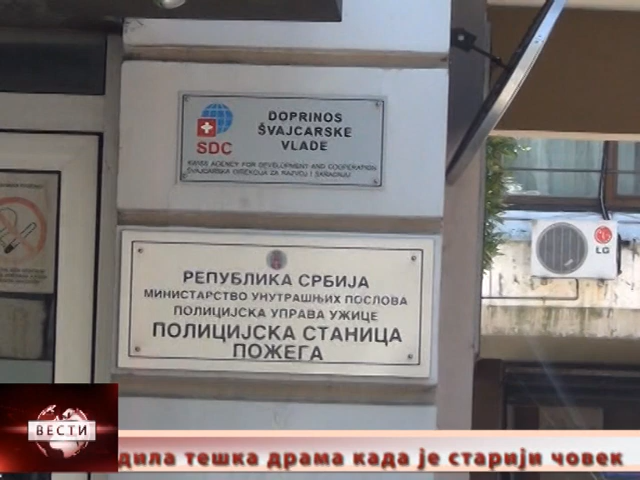 DOPRINOS
ŠVAJCARSKE
VLADE
SDC
SWISS AGENCY FOR DEVELOPMENT AND COOPERATION
ŠVAJCARSKA DIREKCIJA ZA RAZVOJ I SARADNJU
РЕПУБЛИКА СРБИЈА
МИНИСТАРСТВО УНУТРАШЊИХ ПОСЛОВА
ПОЛИЦИЈСКА УПРАВА УЖИЦЕ
ПОЛИЦИЈСКА СТАНИЦА
ПОЖЕГА
LG
ВЕСТИ
дила тешка драма када је старији човек